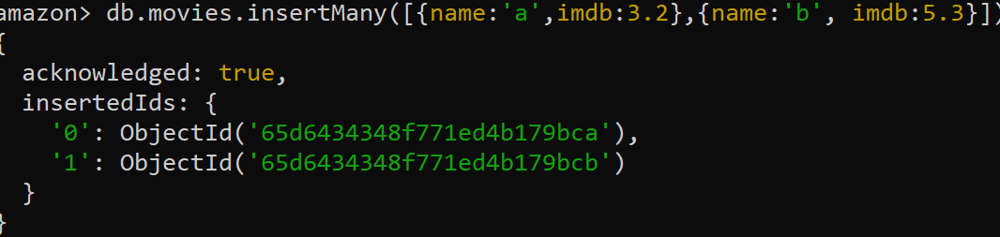 amazon> db.movies.insertMany([{name:'a',imdb:3.2},{name:'b', imdb:5.3}])
{
  acknowledged: true,
  insertedIds: {
    '0': ObjectId('65d6434348f771ed4b179bca'),
    '1': ObjectId('65d6434348f771ed4b179bcb')
  }
}